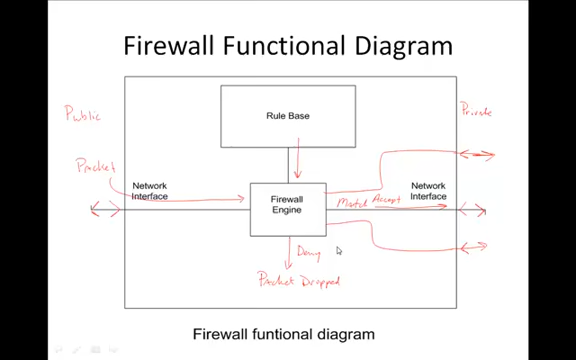 Firewall Functional Diagram
Public
Private
Rule Base
Packet
Network
Interface
Firewall
Engine
Match Accept
Network
Interface
Deny
Packet Dropped
Firewall funtional diagram